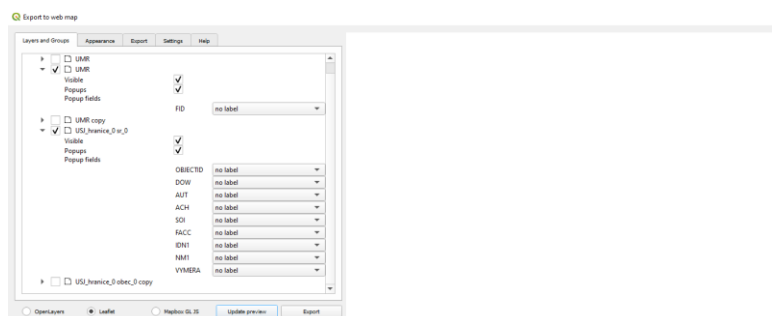 Export to web map
Layers and Groups Appearance Export Settings Help
UMR
UMR
Visible
Popups
Popup fields
FID no label
UMR copy
USJ_hranice_0 sr_0
Visible
Popups
Popup fields
OBJECTID no label
DOW no label
AUT no label
ACH no label
SOI no label
FACC no label
IDN1 no label
NM1 no label
VYMERA no label
USJ_hranice_0 obec_0 copy
OpenLayers Leaflet Mapbox GL JS Update preview Export